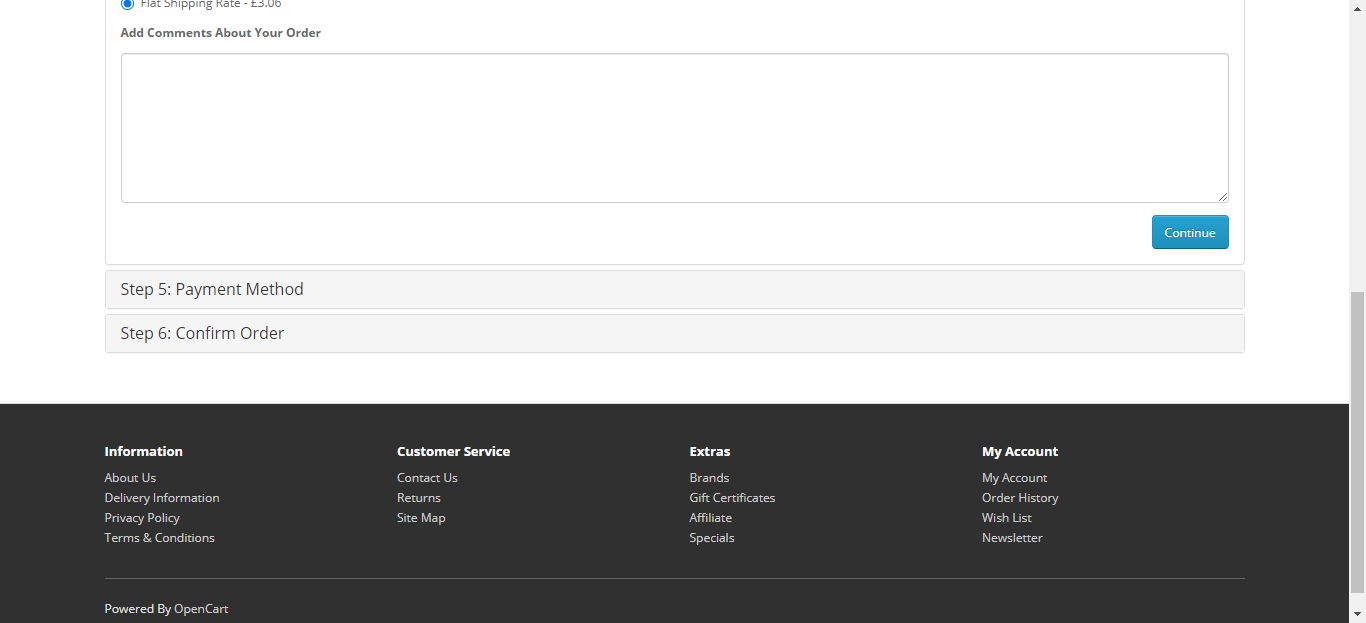 Flat Shipping Rate - £3.06
Add Comments About Your Order
Continue
Step 5: Payment Method
Step 6: Confirm Order
Information
About Us
Delivery Information
Privacy Policy
Terms & Conditions
Customer Service
Contact Us
Returns
Site Map
Extras
Brands
Gift Certificates
Affiliate
Specials
My Account
My Account
Order History
Wish List
Newsletter
Powered By OpenCart